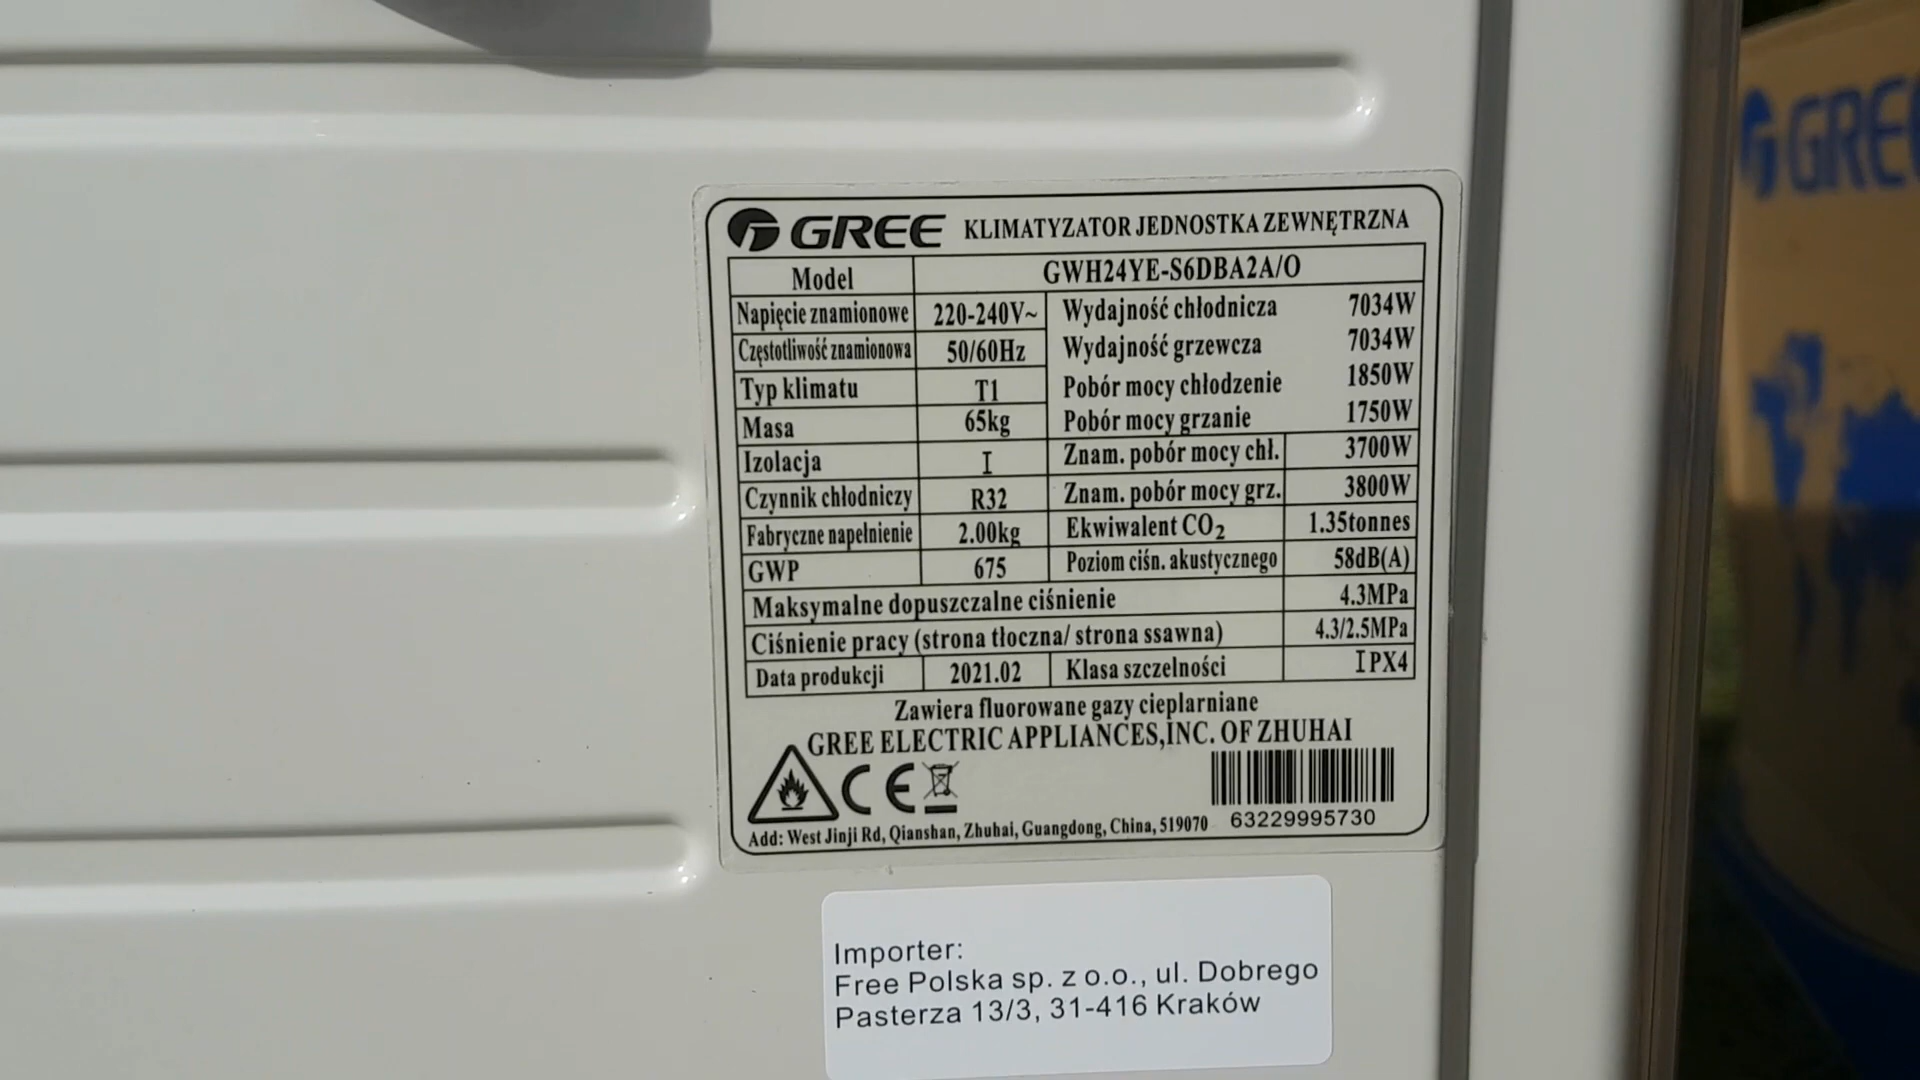 GREE KLIMATYZATOR JEDNOSTKA ZEWNĘTRZNA
Model GWH24YE-S6DBA2A/O
Napięcie znamionowe 220-240V~ Wydajność chłodnicza 7034W
Częstotliwość znamionowa 50/60Hz Wydajność grzewcza 7034W
Typ klimatu T1 Pobór mocy chłodzenie 1850W
Masa 65kg Pobór mocy grzanie 1750W
Izolacja I Znam. pobór mocy chł. 3700W
Czynnik chłodniczy R32 Znam. pobór mocy grz. 3800W
Fabryczne napełnienie 2.00kg Ekwiwalent CO₂ 1.35tonnes
GWP 675 Poziom ciśn. akustycznego 58dB(A)
Maksymalne dopuszczalne ciśnienie 4.3MPa
Ciśnienie pracy (strona tłoczna/ strona ssawna) 4.3/2.5MPa
Data produkcji 2021.02 Klasa szczelności IPX4
Zawiera fluorowane gazy cieplarniane
GREE ELECTRIC APPLIANCES,INC. OF ZHUHAI
CE
Add: West Jinji Rd, Qianshan, Zhuhai, Guangdong, China, 519070 63229995730
Importer:
Free Polska sp. z o.o., ul. Dobrego
Pasterza 13/3, 31-416 Kraków
GREE